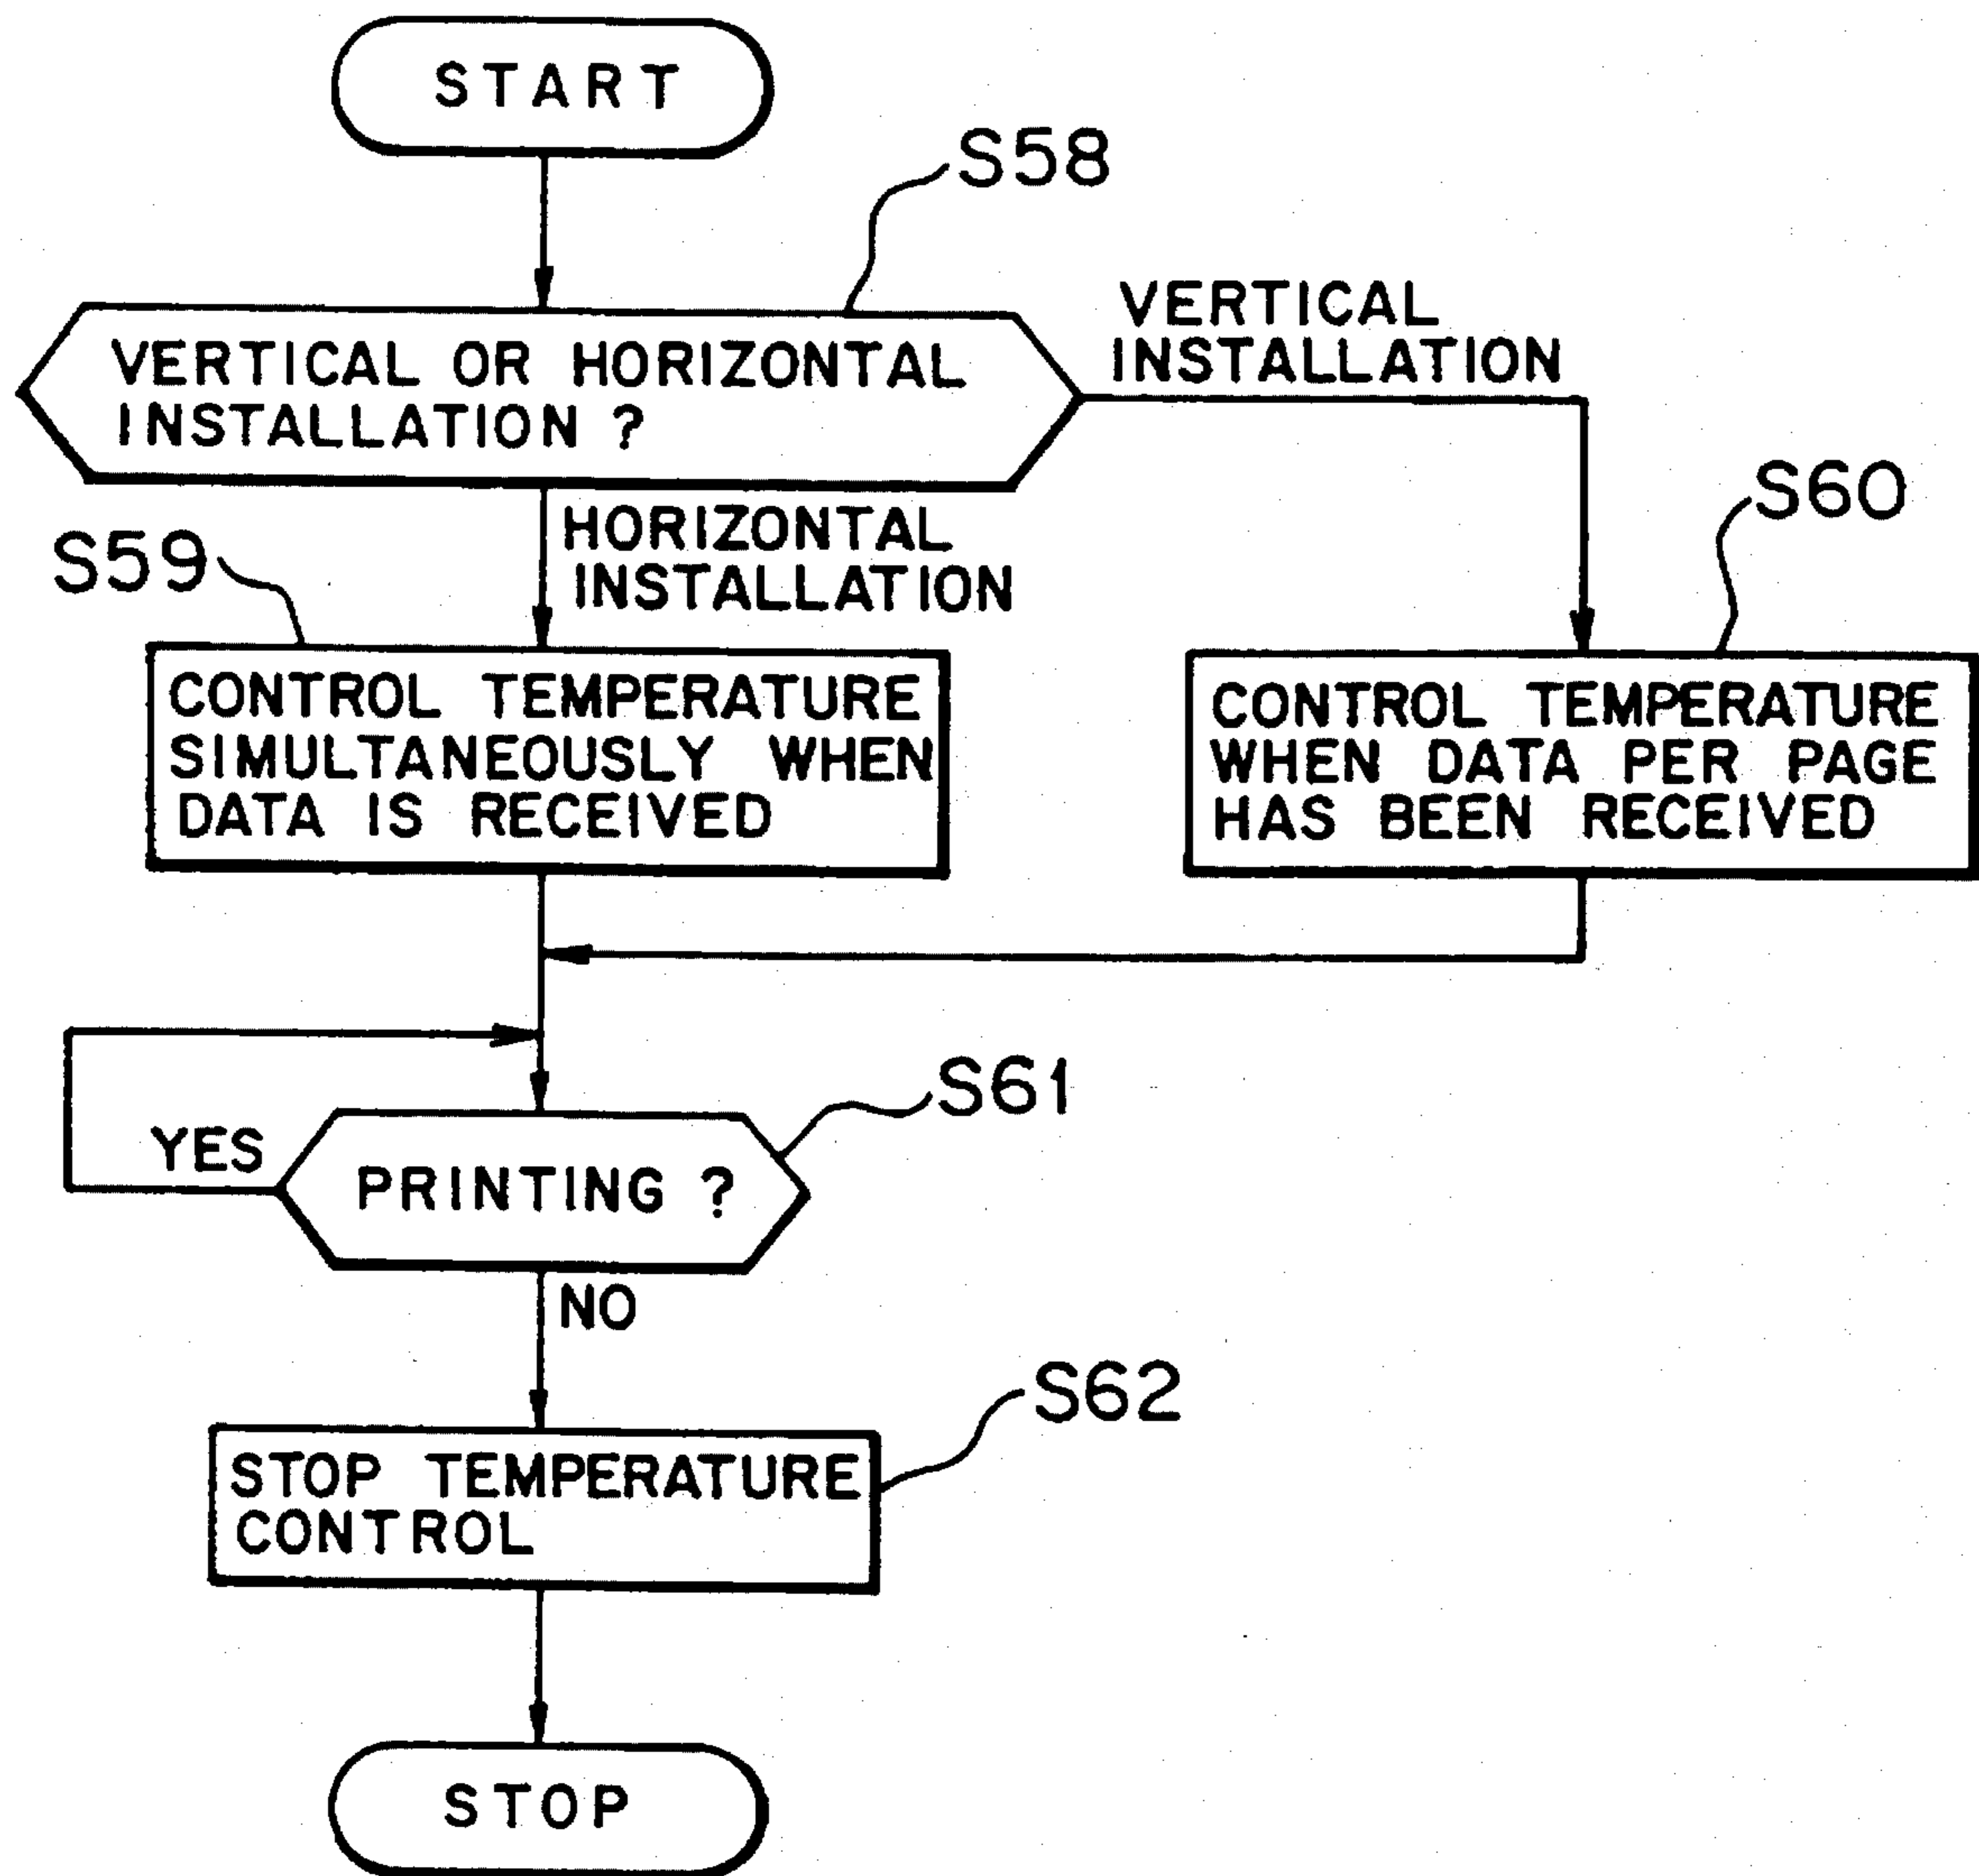 START
S58
VERTICAL OR HORIZONTAL
INSTALLATION ?
VERTICAL
INSTALLATION
HORIZONTAL
INSTALLATION
S59
S60
CONTROL TEMPERATURE
SIMULTANEOUSLY WHEN
DATA IS RECEIVED
CONTROL TEMPERATURE
WHEN DATA PER PAGE
HAS BEEN RECEIVED
S61
YES
PRINTING ?
NO
S62
STOP TEMPERATURE
CONTROL
STOP